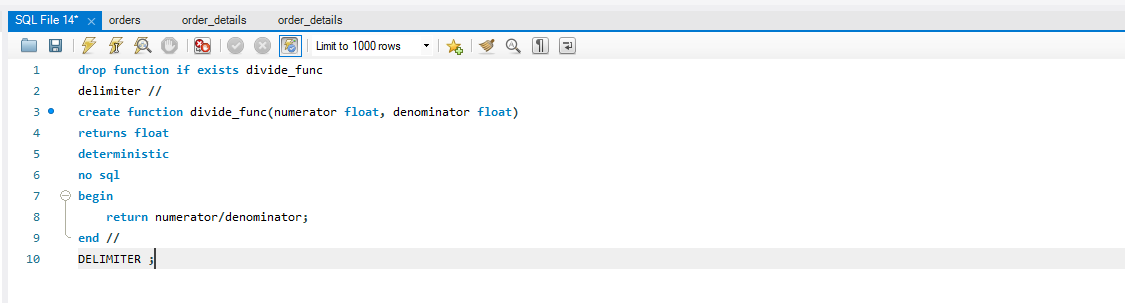 SQL File 14* × orders order_details order_details
Limit to 1000 rows
1 drop function if exists divide_func
2 delimiter //
3 create function divide_func(numerator float, denominator float)
4 returns float
5 deterministic
6 no sql
7 begin
8 return numerator/denominator;
9 end //
10 DELIMITER ;